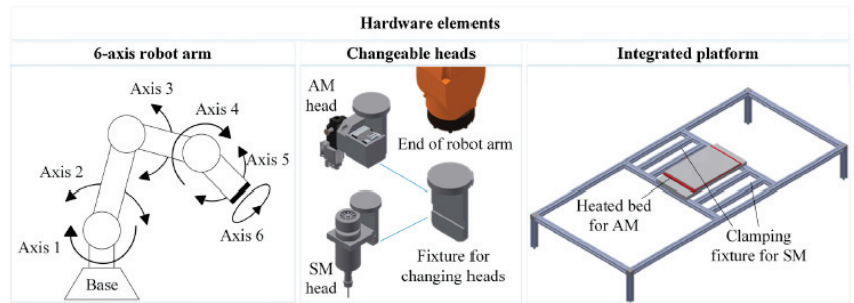 Hardware elements
6-axis robot arm
Changeable heads
Integrated platform
Axis 3
Axis 4
Axis 2
Axis 5
Axis 1
Axis 6
Base
AM
head
End of robot arm
SM
head
Fixture for
changing heads
Heated bed
for AM
Clamping
fixture for SM